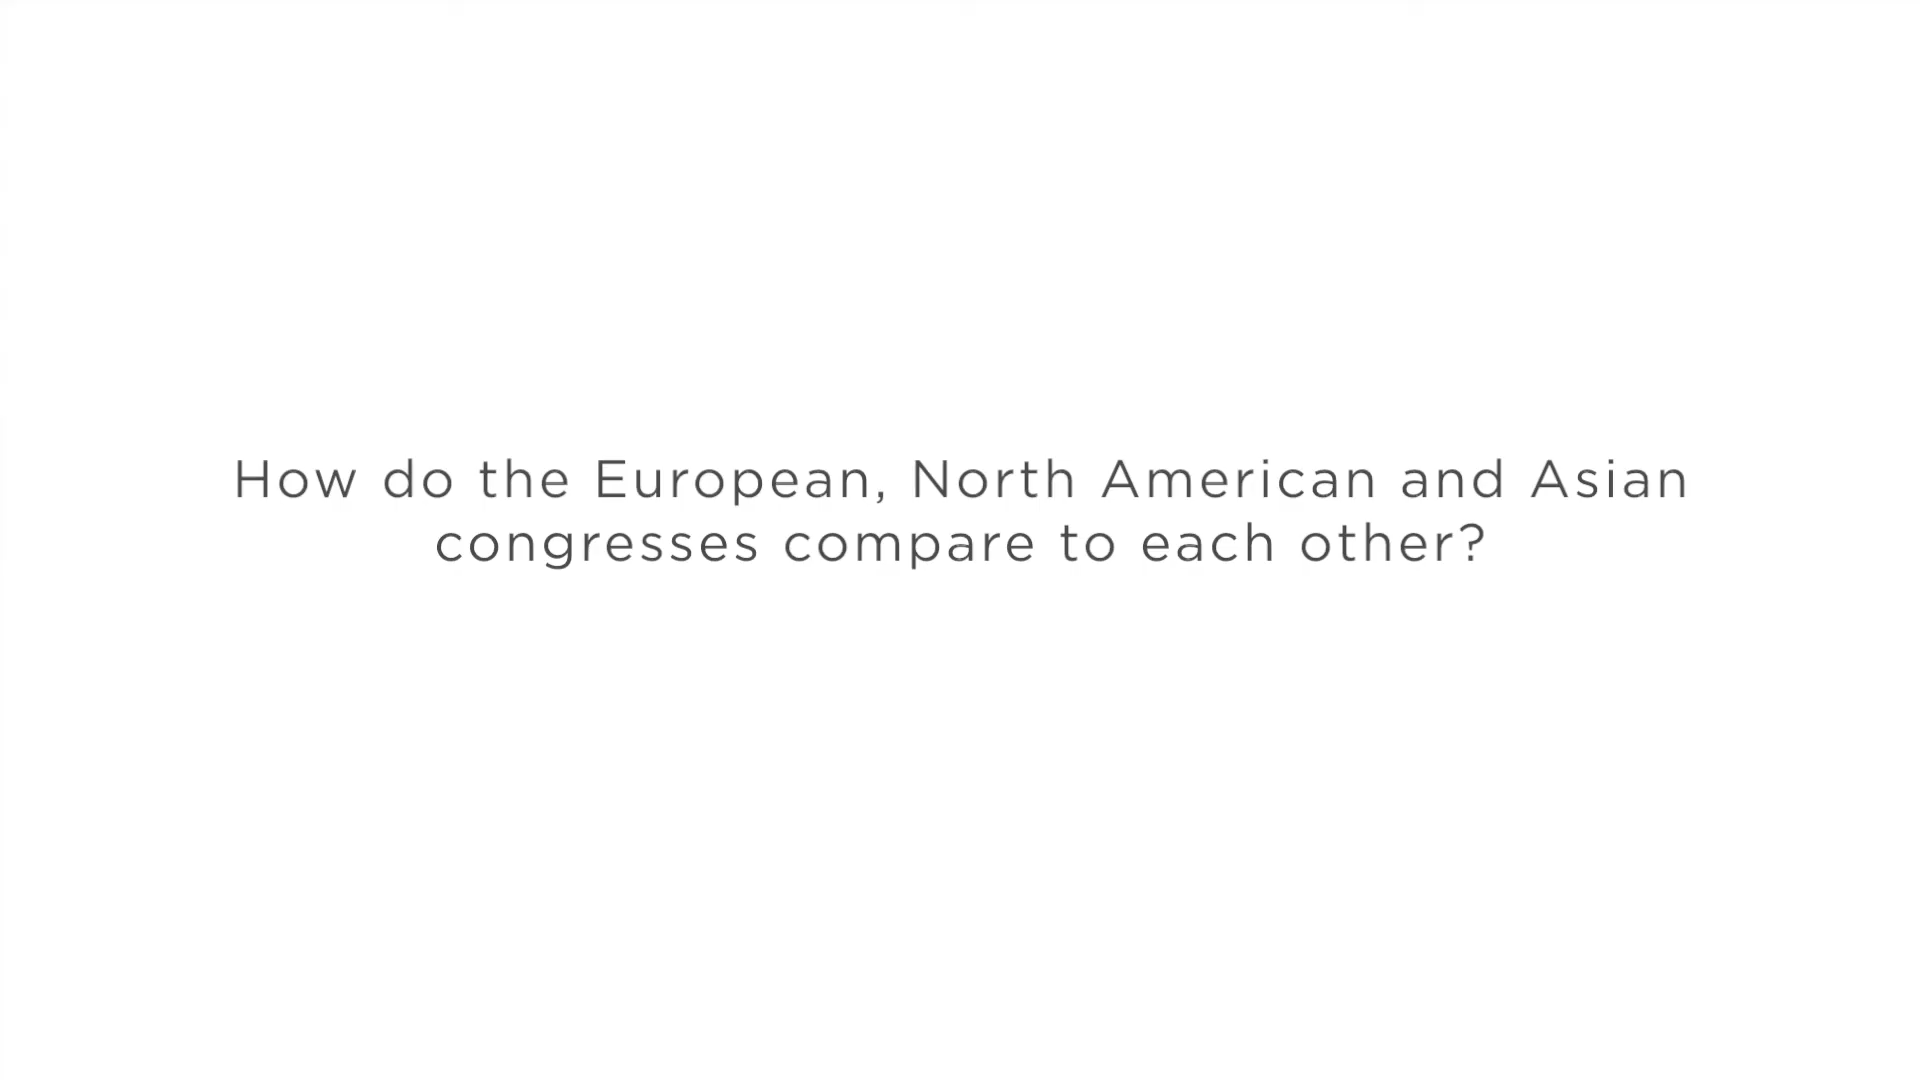 How do the European, North American and Asian
congresses compare to each other?